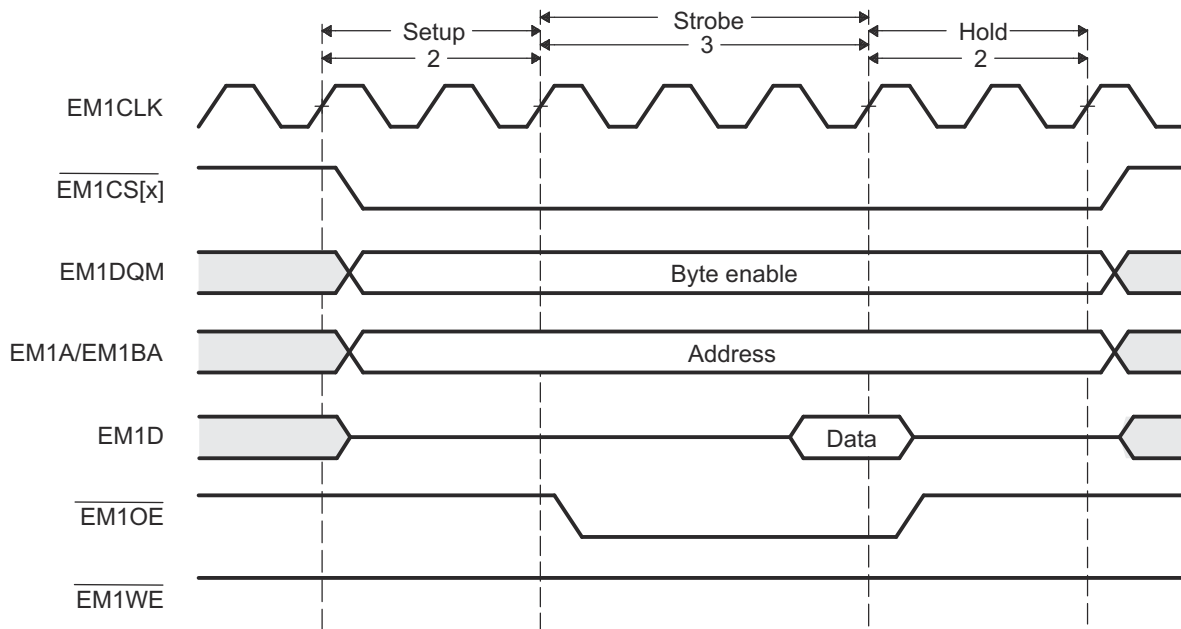 Setup
Strobe
Hold
2
3
2
EM1CLK
EM1CS[x]
EM1DQM
Byte enable
EM1A/EM1BA
Address
EM1D
Data
EM1OE
EM1WE